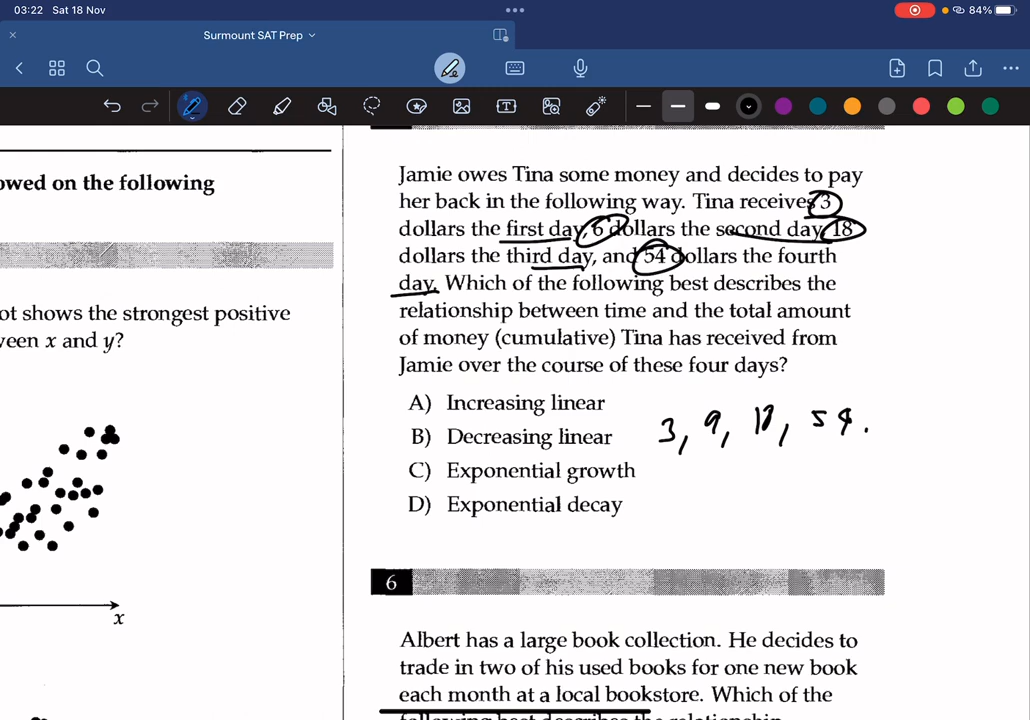 03:22 Sat 18 Nov
84%
Surmount SAT Prep
owed on the following
ot shows the strongest positive
ween x and y?
x
Jamie owes Tina some money and decides to pay
her back in the following way. Tina receives 3
dollars the first day, 6 dollars the second day, 18
dollars the third day, and 54 dollars the fourth
day. Which of the following best describes the
relationship between time and the total amount
of money (cumulative) Tina has received from
Jamie over the course of these four days?
A) Increasing linear
B) Decreasing linear
C) Exponential growth
D) Exponential decay
3, 9, 18, 54.
6
Albert has a large book collection. He decides to
trade in two of his used books for one new book
each month at a local bookstore. Which of the
following best describes the relationship